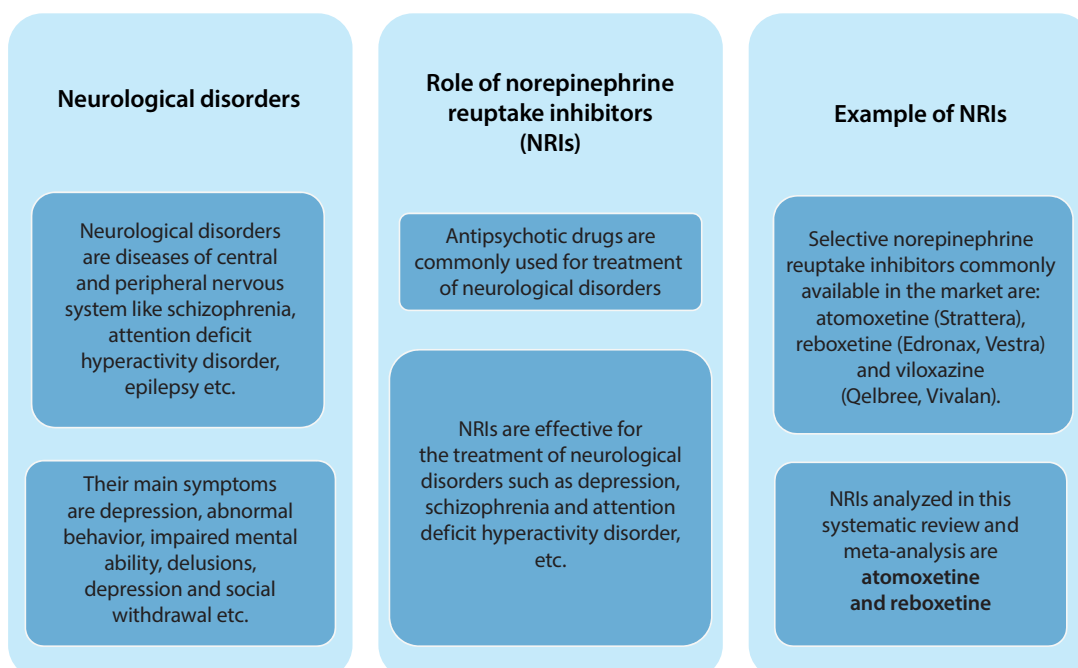 Neurological disorders
Neurological disorders
are diseases of central
and peripheral nervous
system like schizophrenia,
attention deficit
hyperactivity disorder,
epilepsy etc.
Their main symptoms
are depression, abnormal
behavior, impaired mental
ability, delusions,
depression and social
withdrawal etc.
Role of norepinephrine
reuptake inhibitors
(NRIs)
Antipsychotic drugs are
commonly used for treatment
of neurological disorders
NRIs are effective for
the treatment of neurological
disorders such as depression,
schizophrenia and attention
deficit hyperactivity disorder,
etc.
Example of NRIs
Selective norepinephrine
reuptake inhibitors commonly
available in the market are:
atomoxetine (Strattera),
reboxetine (Edronax, Vestra)
and viloxazine
(Qelbree, Vivalan).
NRIs analyzed in this
systematic review and
meta-analysis are
atomoxetine
and reboxetine